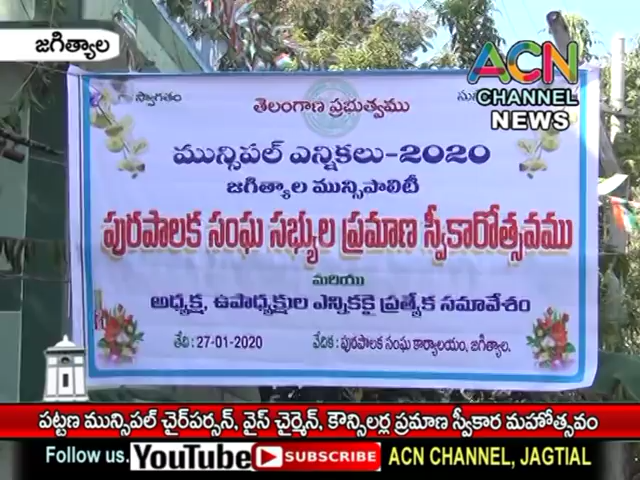 జగిత్యాల
ACN
CHANNEL
NEWS
స్వాగతం
తెలంగాణ ప్రభుత్వము
మున్సిపల్ ఎన్నికలు-2020
జగిత్యాల మున్సిపాలిటీ
పురపాలక సంఘ సభ్యుల ప్రమాణ స్వీకారోత్సవము
మరియు
అధ్యక్ష, ఉపాధ్యక్షుల ఎన్నికకై ప్రత్యేక సమావేశం
తేది : 27-01-2020 వేదిక : పురపాలక సంఘ కార్యాలయం, జగిత్యాల.
పట్టణ మున్సిపల్ చైర్‌పర్సన్, వైస్ చైర్మెన్, కౌన్సిలర్ల ప్రమాణ స్వీకార మహోత్సవం
Follow us. YouTube SUBSCRIBE ACN CHANNEL, JAGTIAL